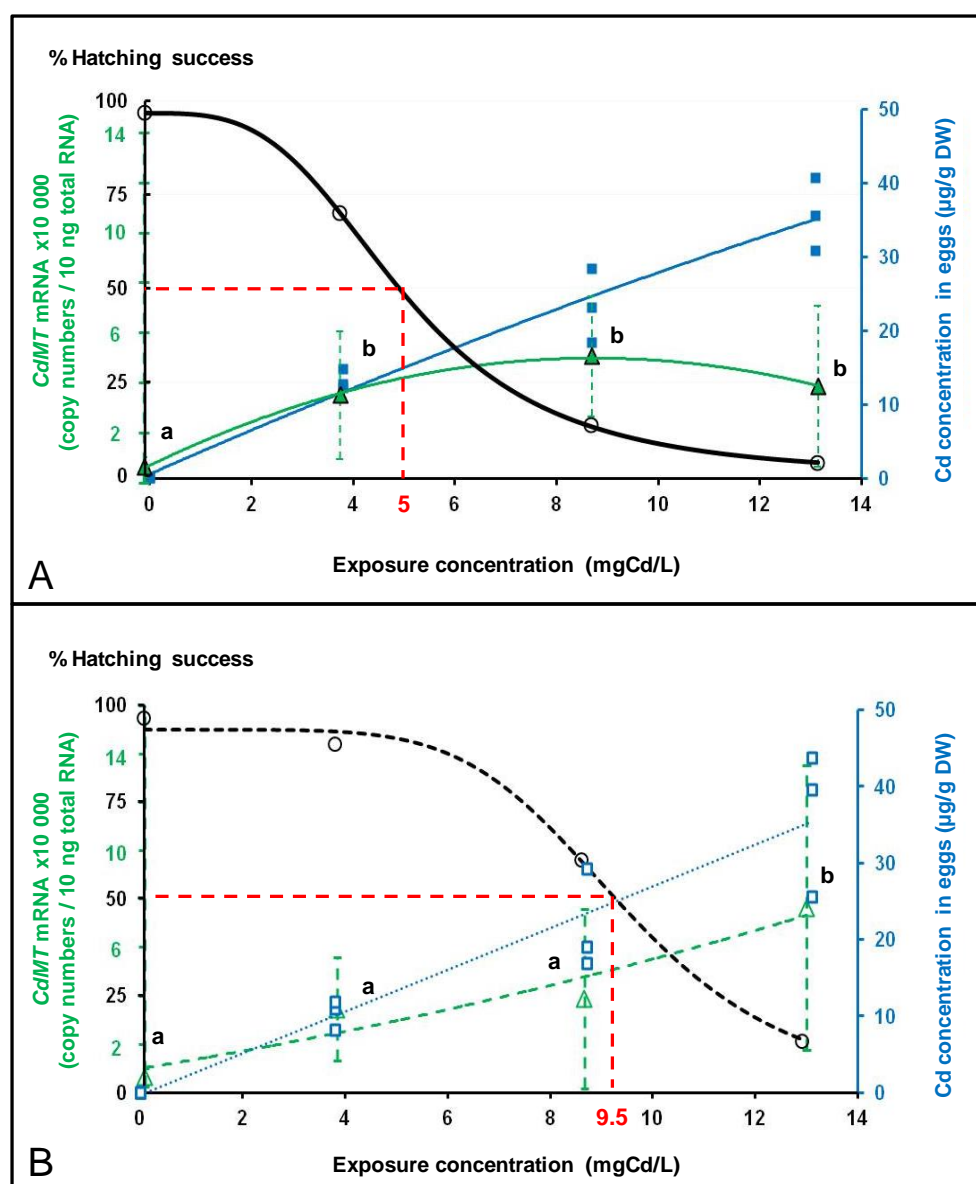 % Hatching success
100
75
50
25
0
14
10
6
2
CdMT mRNA x10 000
(copy numbers / 10 ng total RNA)
50
40
30
20
10
0
Cd concentration in eggs (µg/g DW)
a
b
b
b
0 2 4 5 6 8 10 12 14
Exposure concentration (mgCd/L)
A
% Hatching success
100
75
50
25
0
14
10
6
2
CdMT mRNA x10 000
(copy numbers / 10 ng total RNA)
50
40
30
20
10
0
Cd concentration in eggs (µg/g DW)
a
a
a
b
0 2 4 6 8 9.5 10 12 14
Exposure concentration (mgCd/L)
B